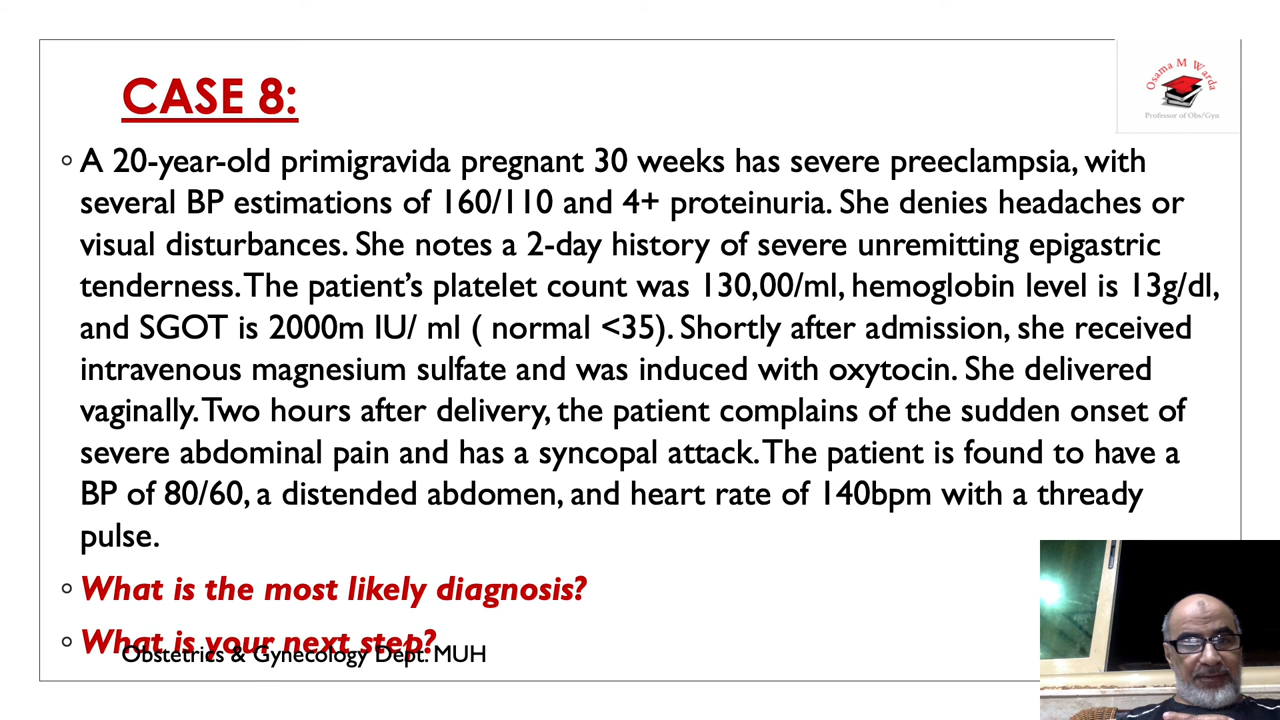 Osama M Warda
Professor of Obs/Gyn
CASE 8:
A 20-year-old primigravida pregnant 30 weeks has severe preeclampsia, with
several BP estimations of 160/110 and 4+ proteinuria. She denies headaches or
visual disturbances. She notes a 2-day history of severe unremitting epigastric
tenderness. The patient's platelet count was 130,00/ml, hemoglobin level is 13g/dl,
and SGOT is 2000m IU/ ml ( normal <35). Shortly after admission, she received
intravenous magnesium sulfate and was induced with oxytocin. She delivered
vaginally. Two hours after delivery, the patient complains of the sudden onset of
severe abdominal pain and has a syncopal attack. The patient is found to have a
BP of 80/60, a distended abdomen, and heart rate of 140bpm with a thready
pulse.
What is the most likely diagnosis?
What is your next step?
Obstetrics & Gynecology Dept. MUH